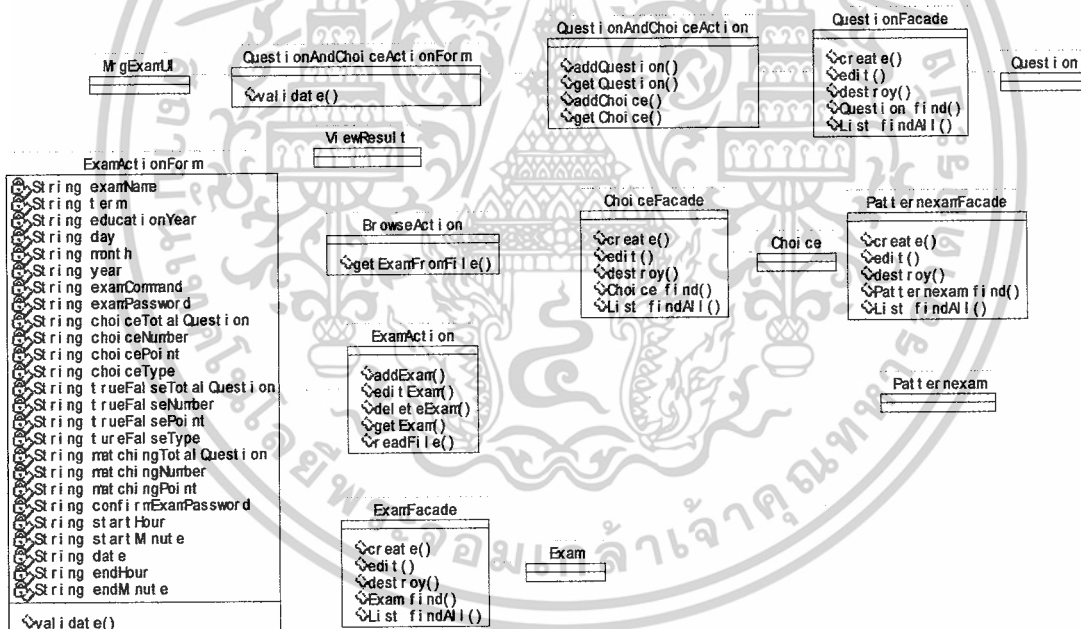 MrgExamUI
QuestionAndChoiceActionForm
validate()
QuestionAndChoiceAction
addQuestion()
getQuestion()
addChoice()
getChoice()
QuestionFacade
create()
edit()
destroy()
Question find()
List findAll()
Question
ViewResult
ExamActionForm
String examName
String term
String educationYear
String day
String month
String year
String examCommand
String examPassword
String choiceTotalQuestion
String choiceNumber
String choicePoint
String choiceType
String trueFalseTotalQuestion
String trueFalseNumber
String trueFalsePoint
String tureFalseType
String matchingTotalQuestion
String matchingNumber
String matchingPoint
String confirmExamPassword
String startHour
String startMinute
String date
String endHour
String endMinute
validate()
BrowseAction
getExamFromFile()
ChoiceFacade
create()
edit()
destroy()
Choice find()
List findAll()
Choice
PatternexamFacade
create()
edit()
destroy()
Patternexam find()
List findAll()
ExamAction
addExam()
editExam()
deleteExam()
getExam()
readFile()
Patternexam
ExamFacade
create()
edit()
destroy()
Exam find()
List findAll()
Exam